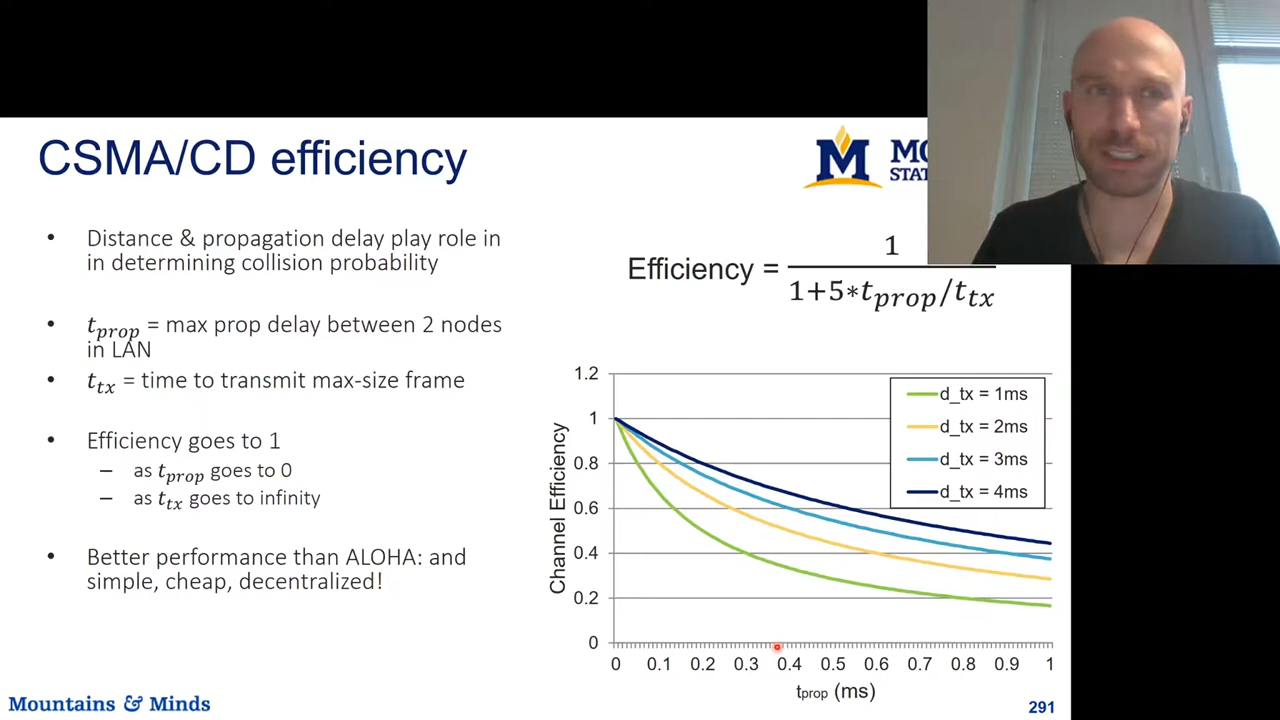 CSMA/CD efficiency
M
STAT
• Distance & propagation delay play role in
in determining collision probability
• t_prop = max prop delay between 2 nodes
in LAN
• t_tx = time to transmit max-size frame
• Efficiency goes to 1
– as t_prop goes to 0
– as t_tx goes to infinity
• Better performance than ALOHA: and
simple, cheap, decentralized!
Efficiency = 1
1+5*t_prop/t_tx
1.2
1
0.8
0.6
0.4
0.2
0
Channel Efficiency
d_tx = 1ms
d_tx = 2ms
d_tx = 3ms
d_tx = 4ms
0 0.1 0.2 0.3 0.4 0.5 0.6 0.7 0.8 0.9 1
tprop (ms)
Mountains & Minds
291